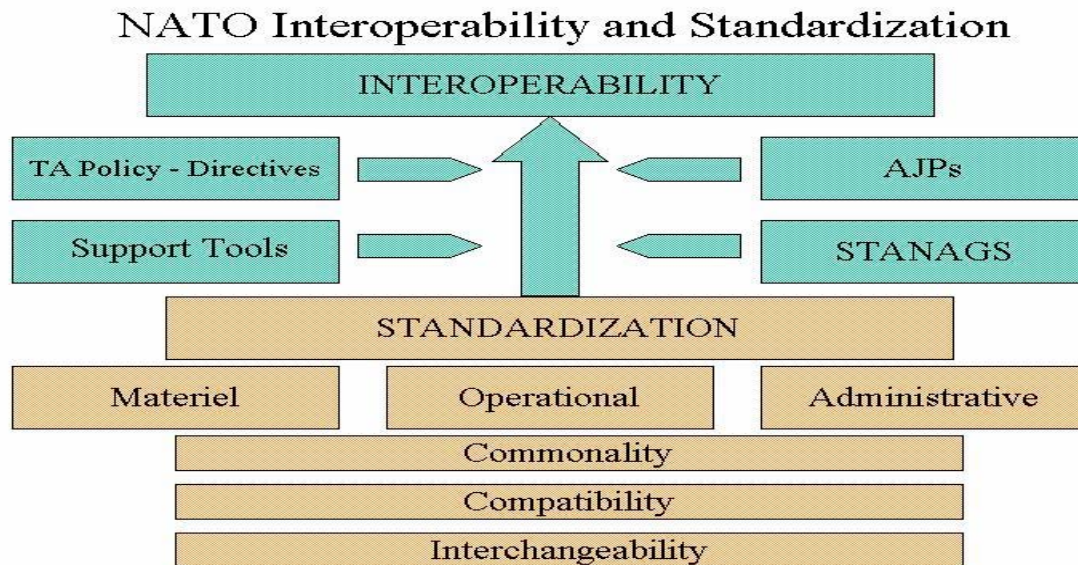 NATO Interoperability and Standardization
INTEROPERABILITY
TA Policy - Directives
AJPs
Support Tools
STANAGS
STANDARDIZATION
Materiel
Operational
Administrative
Commonality
Compatibility
Interchangeability